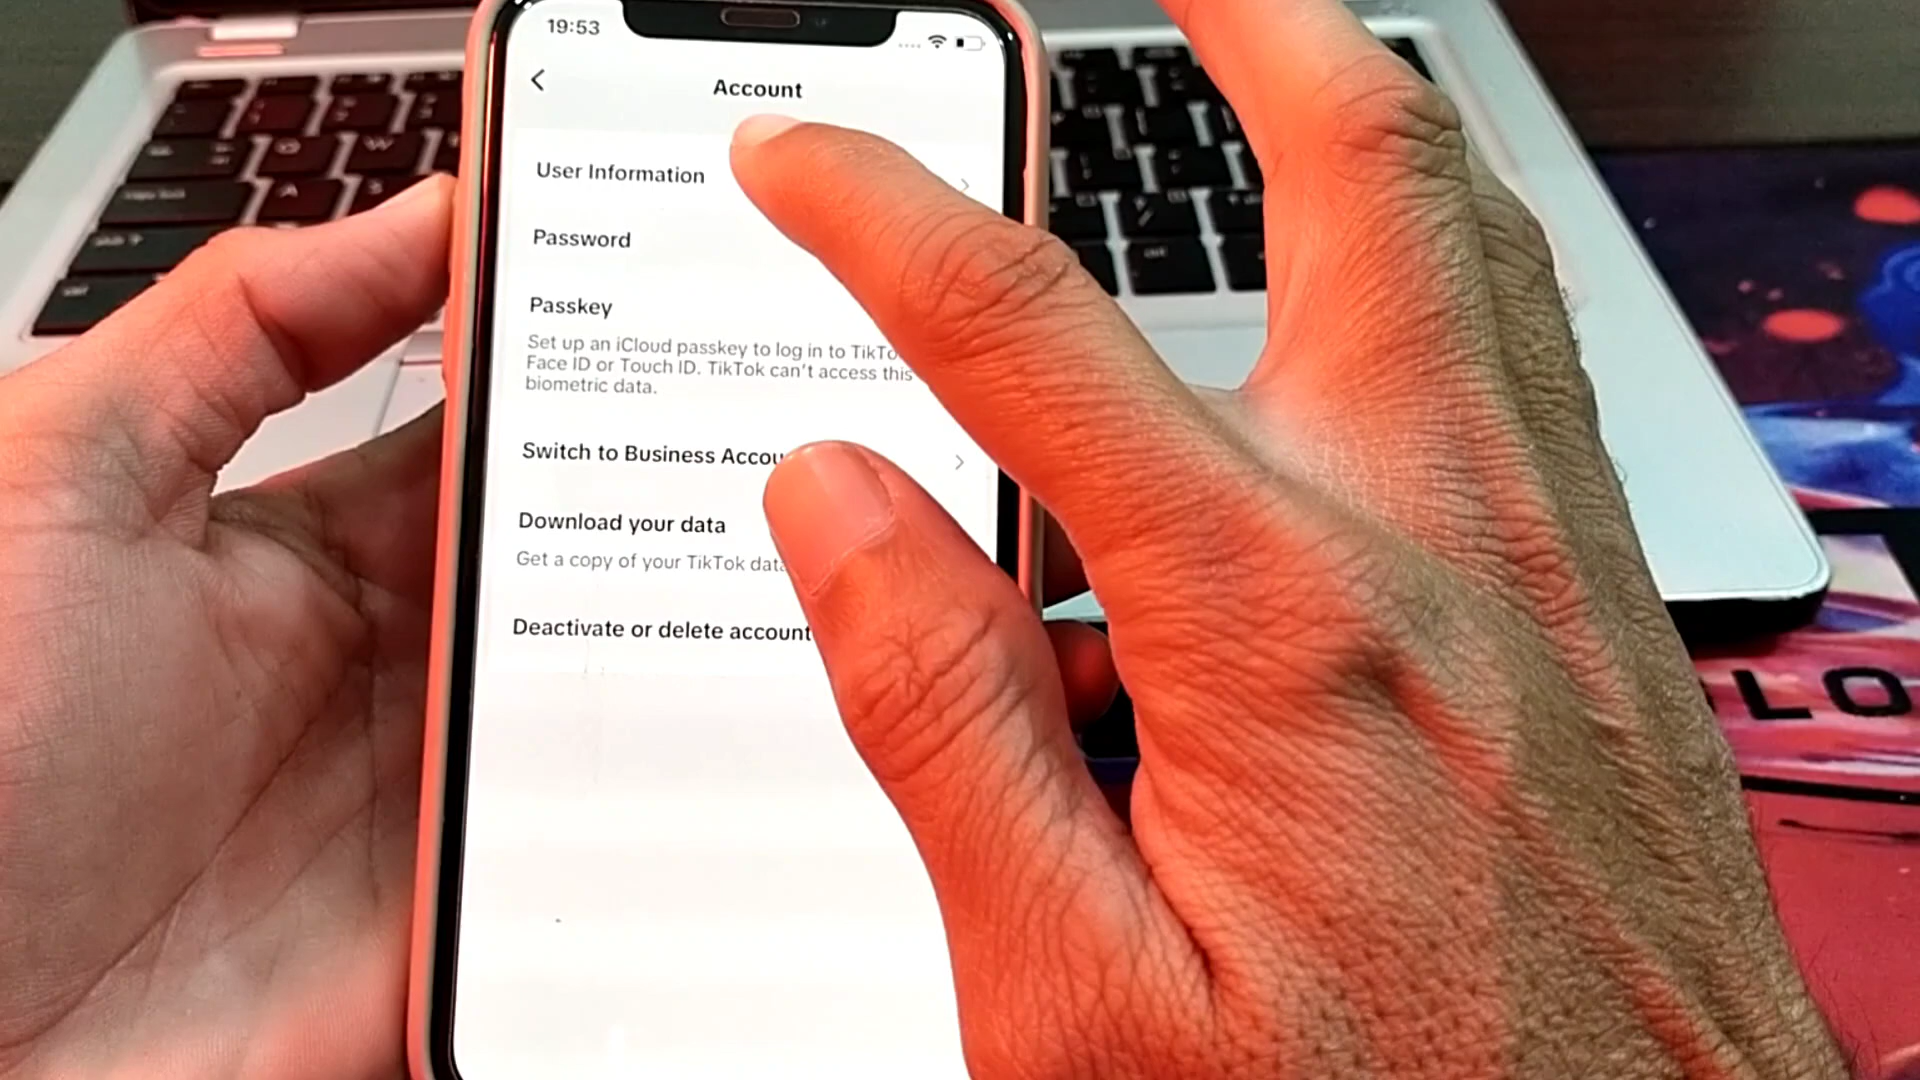 19:53
Account
User Information
Password
Passkey
Set up an iCloud passkey to log in to
Face ID or Touch ID. TikTok can't access this
biometric data.
Switch to Business
Download your data
Get a copy of your TikTok
Deactivate or delete account
Q
W
A
S
LO